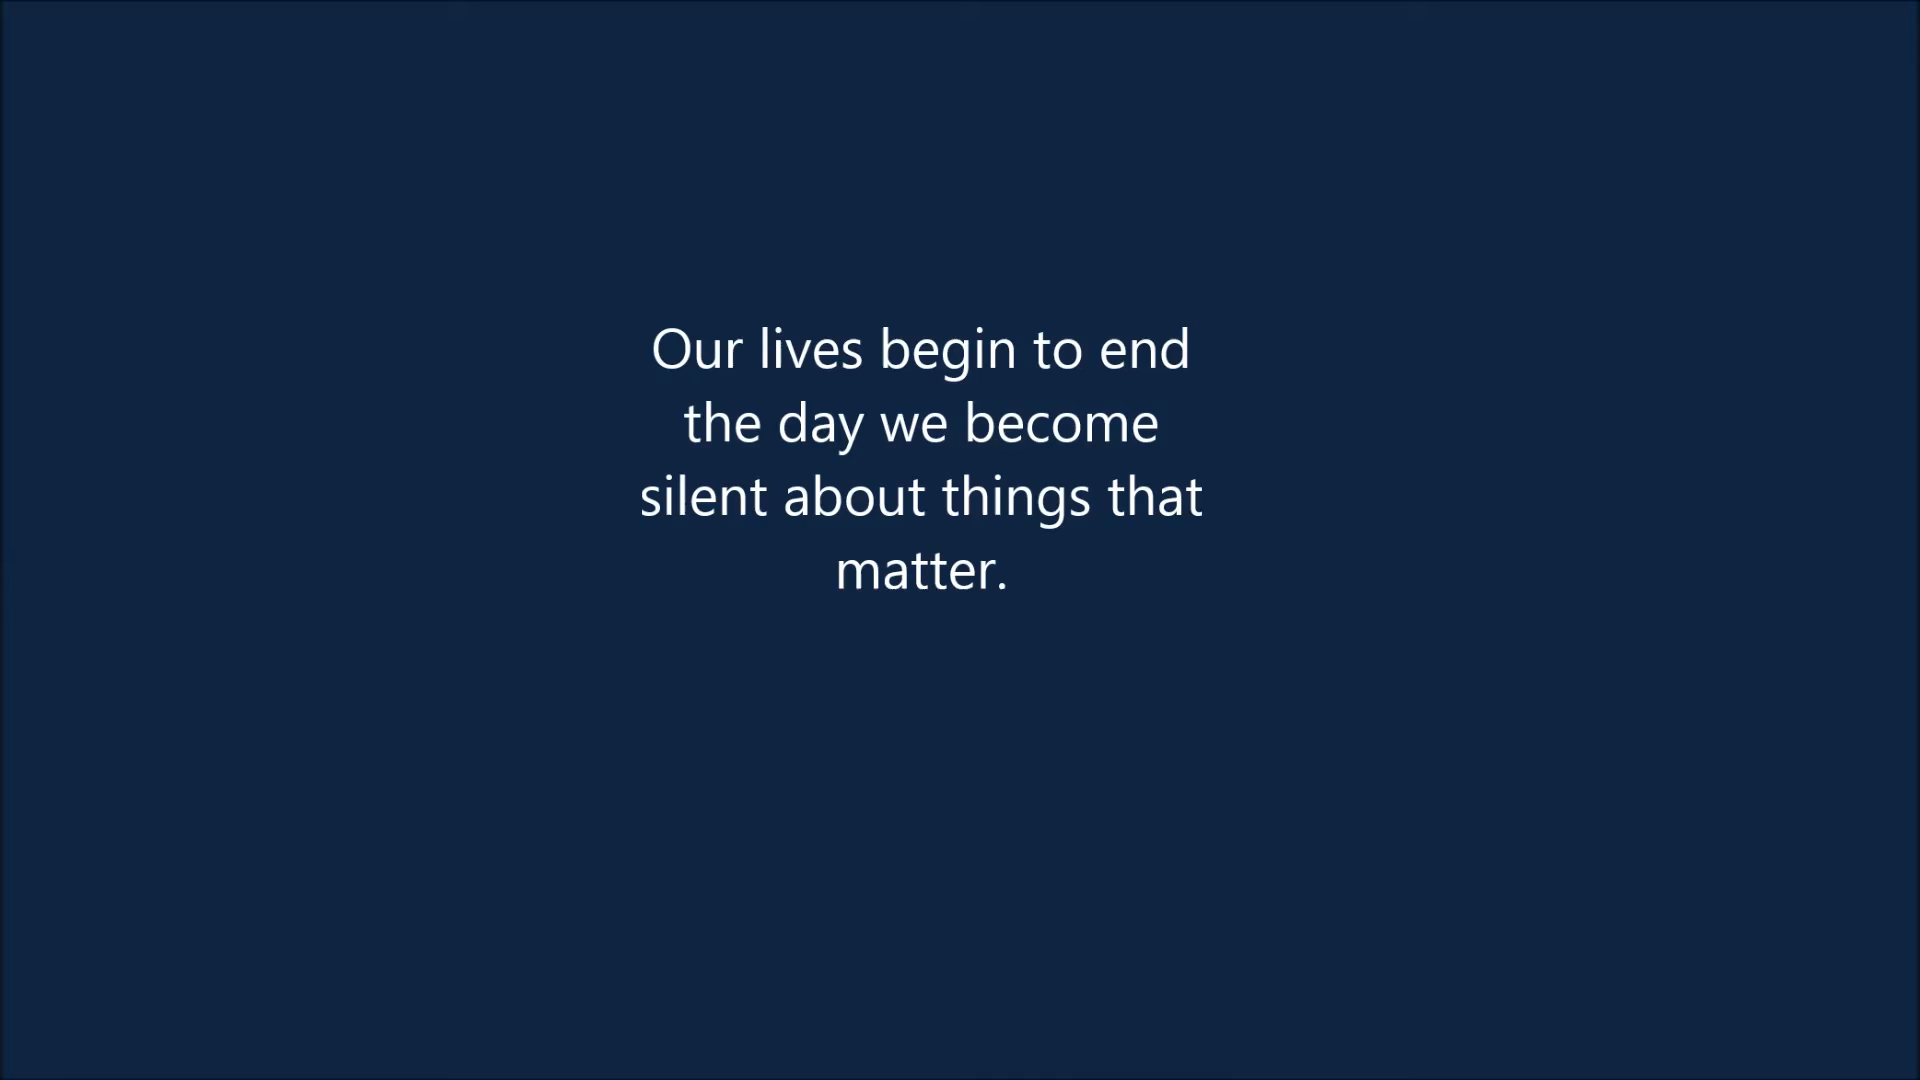 Our lives begin to end
the day we become
silent about things that
matter.